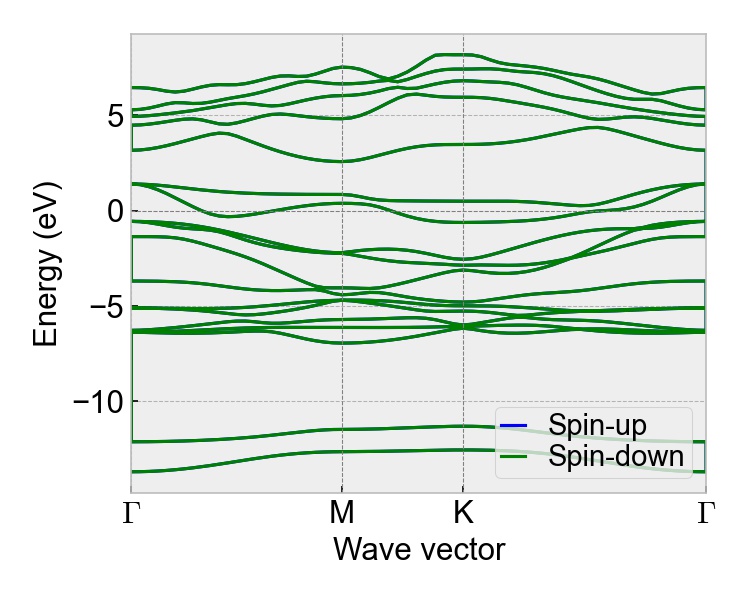 Energy (eV)
5
0
−5
−10
Spin-up
Spin-down
Γ M K Γ
Wave vector